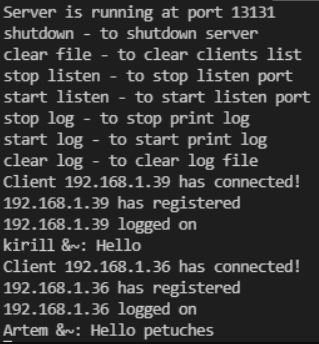 Server is running at port 13131
shutdown - to shutdown server
clear file - to clear clients list
stop listen - to stop listen port
start listen - to start listen port
stop log - to stop print log
start log - to start print log
clear log - to clear log file
Client 192.168.1.39 has connected!
192.168.1.39 has registered
192.168.1.39 logged on
kirill &~: Hello
Client 192.168.1.36 has connected!
192.168.1.36 has registered
192.168.1.36 logged on
Artem &~: Hello petuches